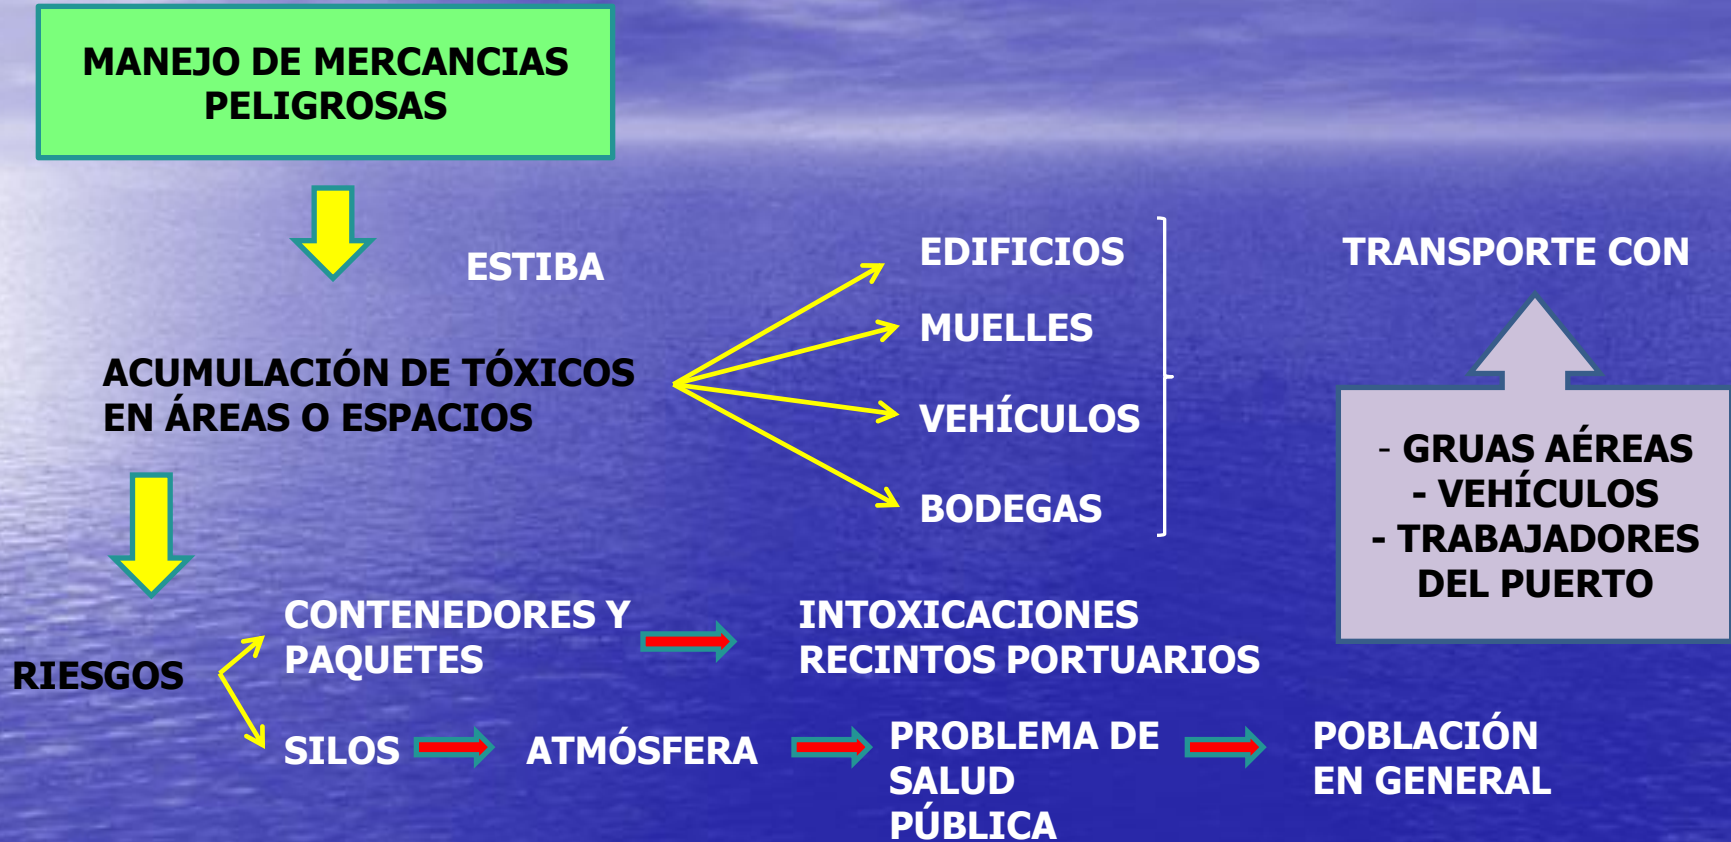 MANEJO DE MERCANCIAS
PELIGROSAS
ESTIBA
ACUMULACIÓN DE TÓXICOS
EN ÁREAS O ESPACIOS
EDIFICIOS
MUELLES
VEHÍCULOS
BODEGAS
TRANSPORTE CON
- GRUAS AÉREAS
- VEHÍCULOS
- TRABAJADORES
DEL PUERTO
RIESGOS
CONTENEDORES Y
PAQUETES
INTOXICACIONES
RECINTOS PORTUARIOS
SILOS
ATMÓSFERA
PROBLEMA DE
SALUD
PÚBLICA
POBLACIÓN
EN GENERAL